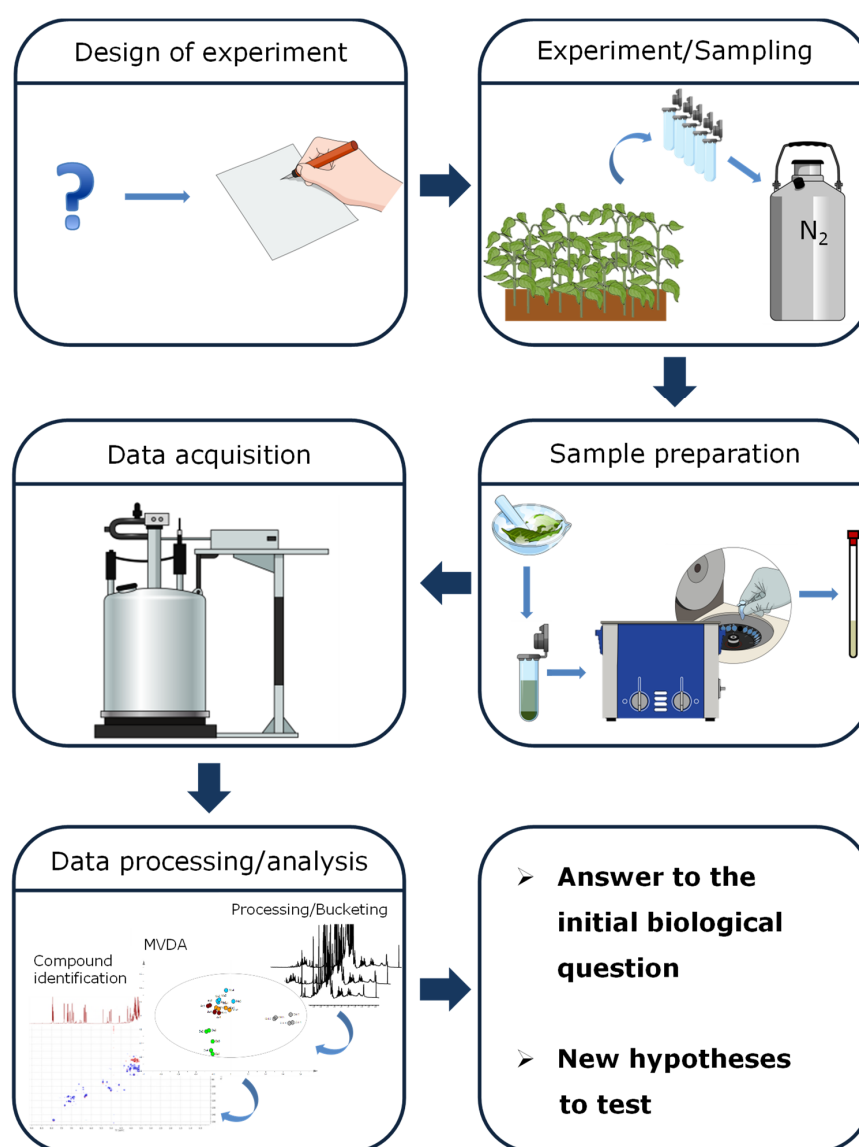 Design of experiment
Experiment/Sampling
N₂
Data acquisition
Sample preparation
Data processing/analysis
Processing/Bucketing
MVDA
Compound
identification
➢ Answer to the
initial biological
question
➢ New hypotheses
to test